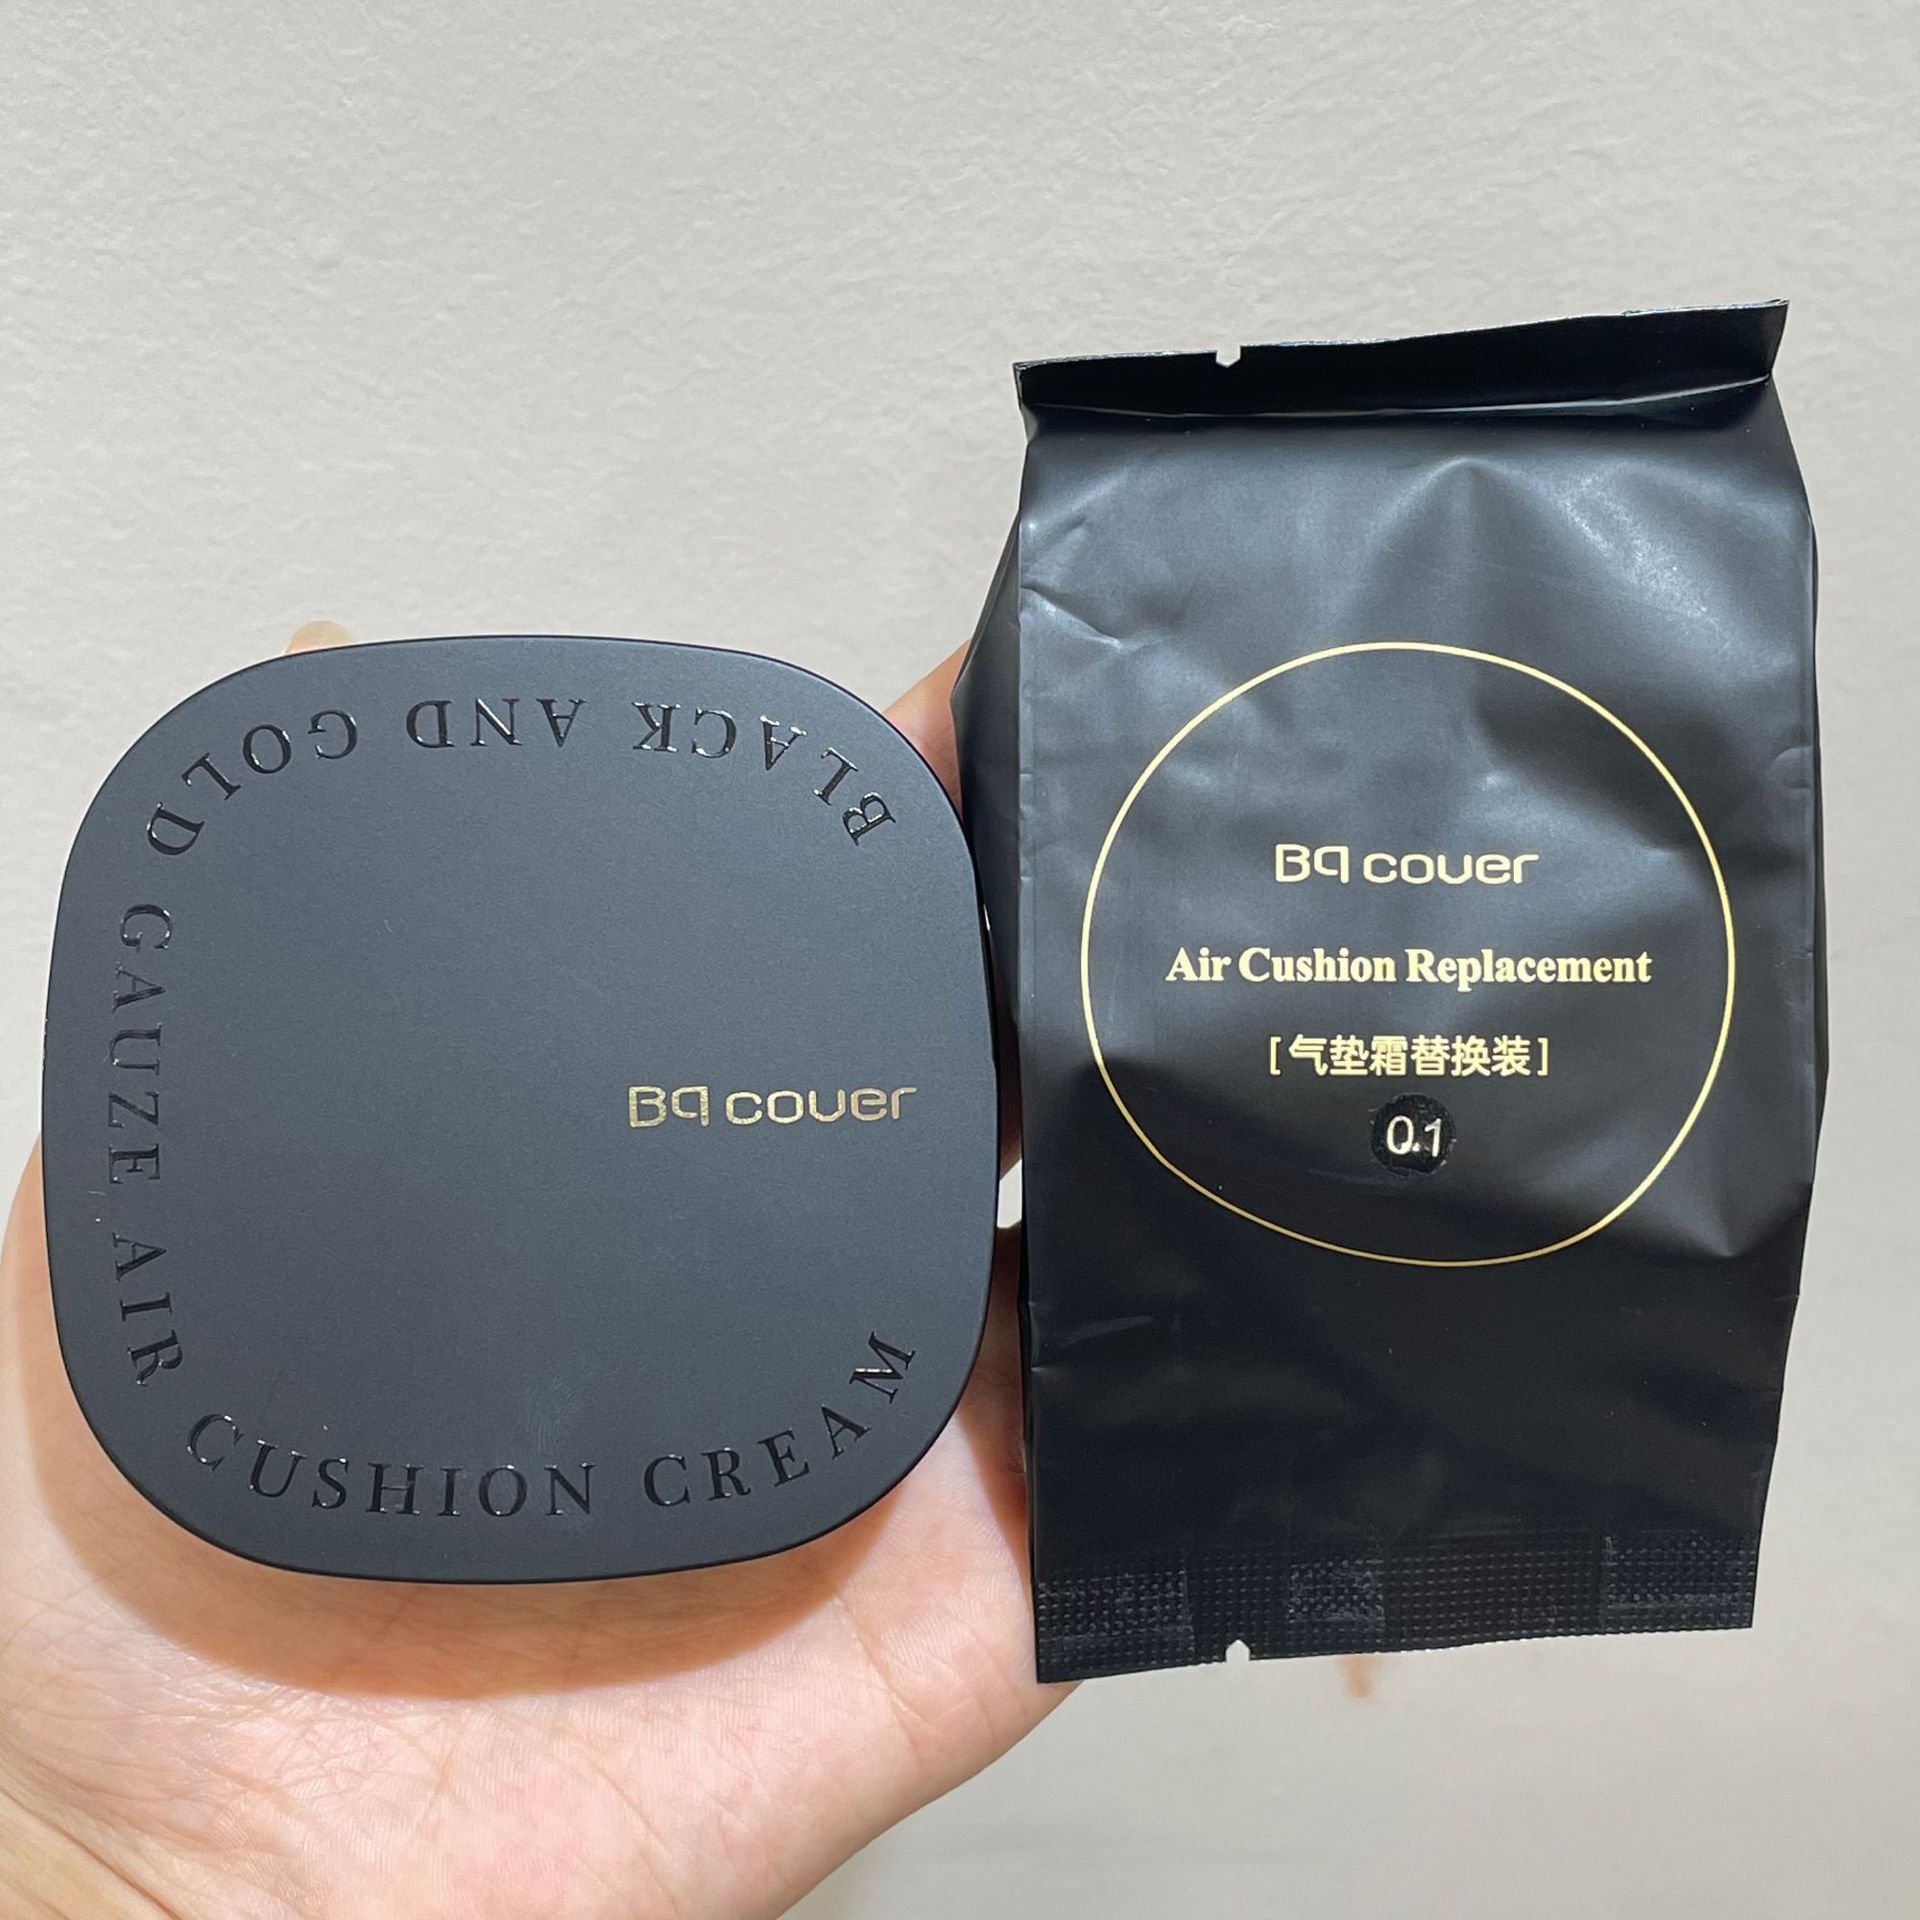 BLACK AND GOLD GAUZE AIR CUSHION CREAM
Bq cover
Bq cover
Air Cushion Replacement
[气垫霜替换装]
0.1